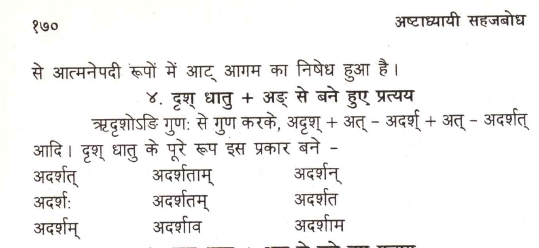 १७० अष्टाध्यायी सहजबोध
से आत्मनेपदी रूपों में आट् आगम का निषेध हुआ है।
४. दृश् धातु + अङ् से बने हुए प्रत्यय
ऋदृशोऽङि गुणः से गुण करके, अदृश् + अत् - अदर्श् + अत् - अदर्शत्
आदि। दृश् धातु के पूरे रूप इस प्रकार बने -
अदर्शत् अदर्शताम् अदर्शन्
अदर्शः अदर्शतम् अदर्शत
अदर्शम् अदर्शाव अदर्शाम